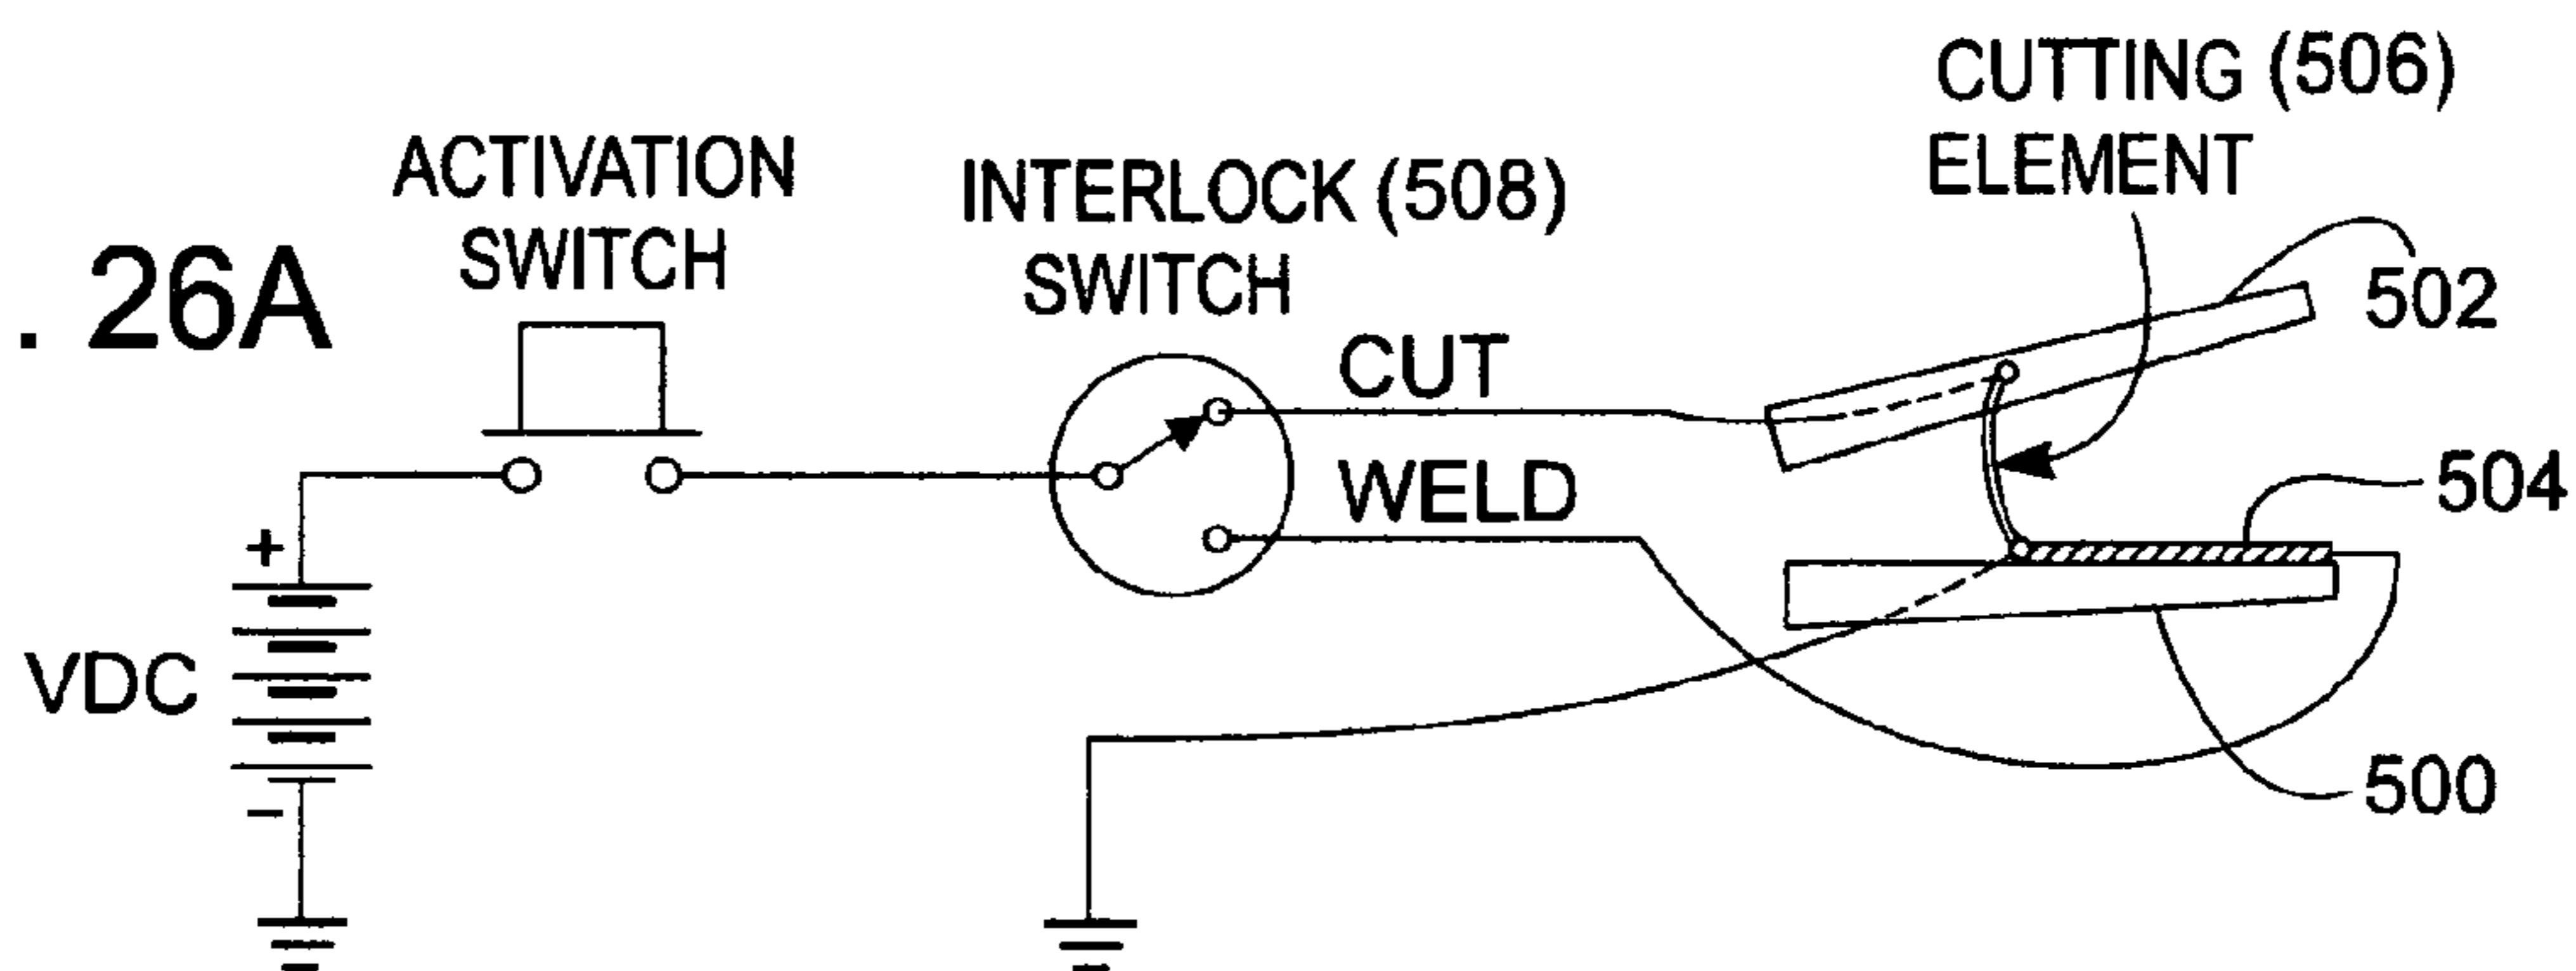 CUTTING (506)
ELEMENT
ACTIVATION
SWITCH
INTERLOCK (508)
SWITCH
. 26A
502
CUT
WELD
504
+
VDC
500
−